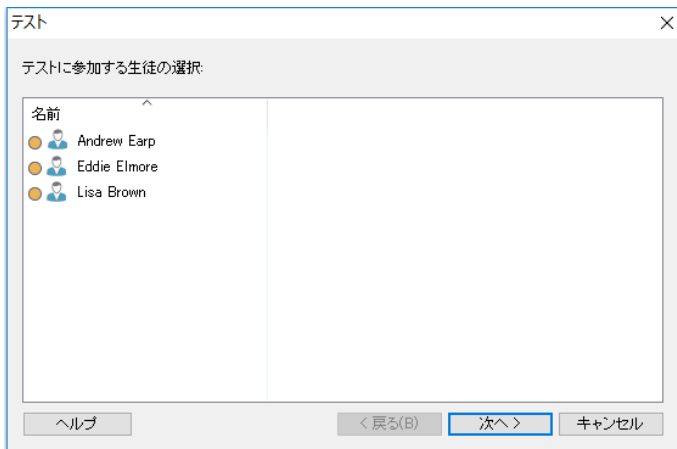 テスト
テストに参加する生徒の選択:
名前
Andrew Earp
Eddie Elmore
Lisa Brown
ヘルプ
< 戻る(B)
次へ >
キャンセル